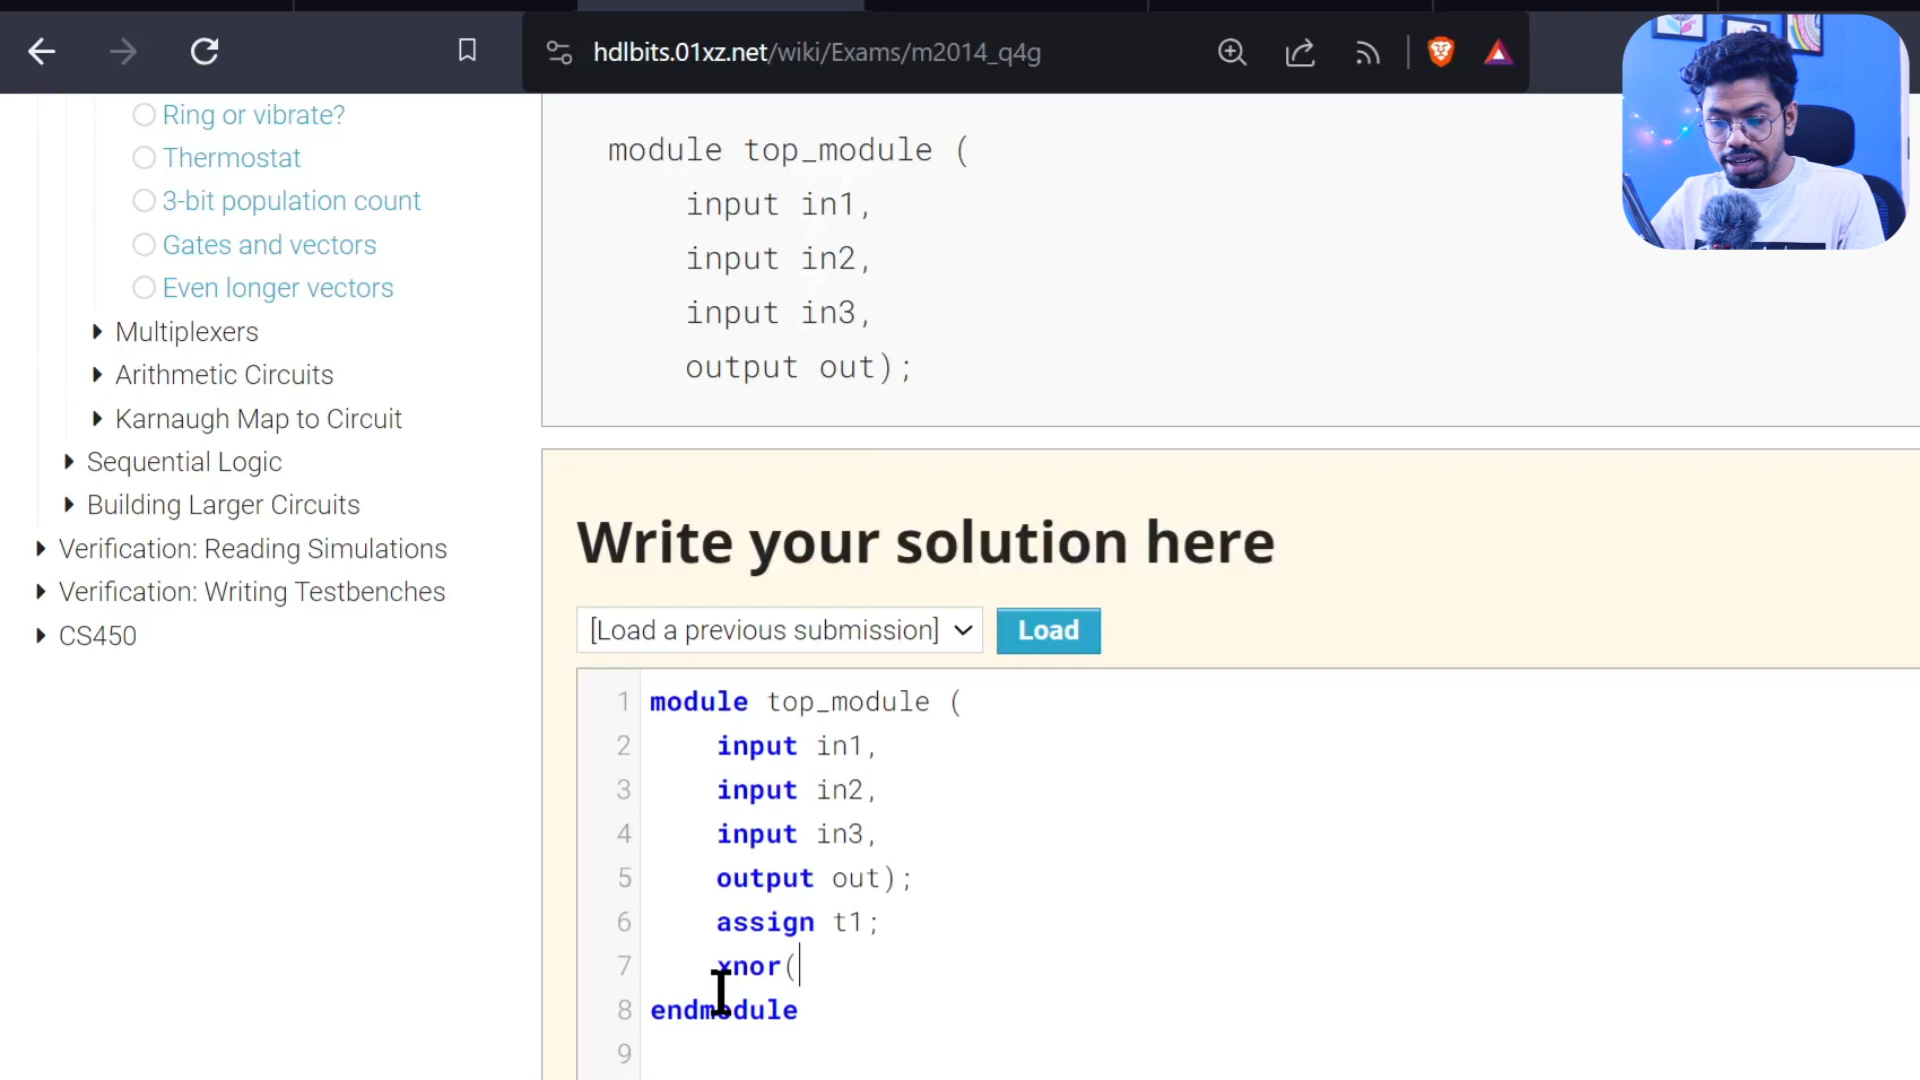 hdlbits.01xz.net/wiki/Exams/m2014_q4g
Ring or vibrate?
Thermostat
3-bit population count
Gates and vectors
Even longer vectors
Multiplexers
Arithmetic Circuits
Karnaugh Map to Circuit
Sequential Logic
Building Larger Circuits
Verification: Reading Simulations
Verification: Writing Testbenches
CS450
module top_module (
input in1,
input in2,
input in3,
output out);
Write your solution here
[Load a previous submission]
Load
1 module top_module (
2 input in1,
3 input in2,
4 input in3,
5 output out);
6 assign t1;
7 xnor(
8 endmodule
9